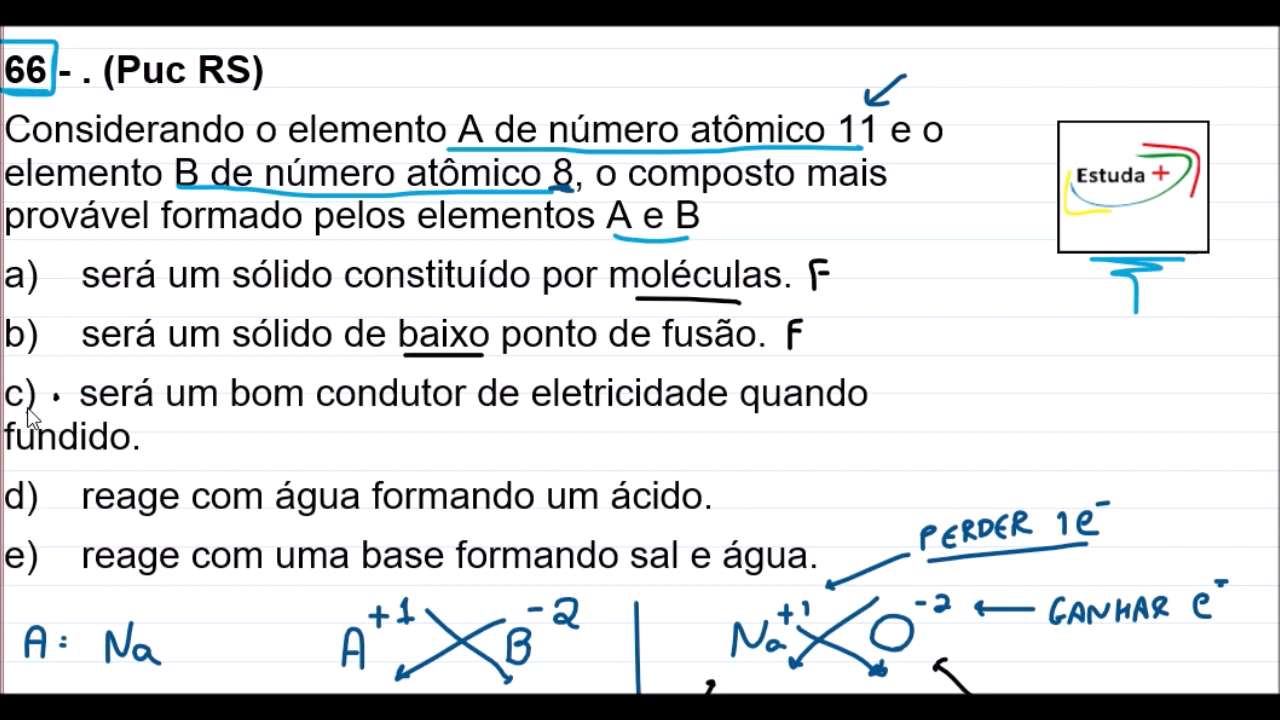 66 - . (Puc RS)
Considerando o elemento A de número atômico 11 e o
elemento B de número atômico 8, o composto mais
provável formado pelos elementos A e B
Estuda +
a) será um sólido constituído por moléculas. F
b) será um sólido de baixo ponto de fusão. F
c) • será um bom condutor de eletricidade quando
fundido.
d) reage com água formando um ácido.
e) reage com uma base formando sal e água.
PERDER 1e⁻
A: Na A⁺¹ B⁻² Na⁺¹ O⁻² ← GANHAR e⁻